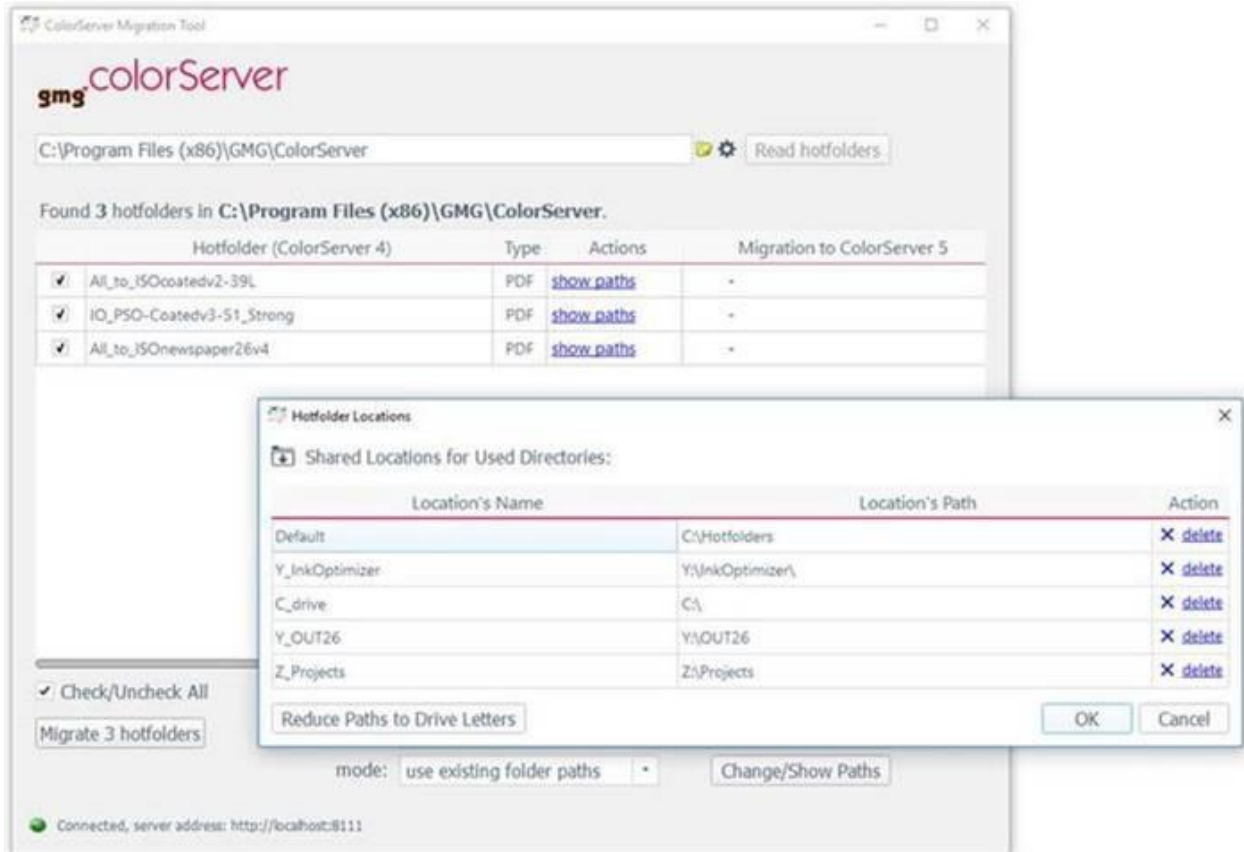 ColorServer Migration Tool
gmg colorServer
C:\Program Files (x86)\GMG\ColorServer Read hotfolders
Found 3 hotfolders in C:\Program Files (x86)\GMG\ColorServer.
Hotfolder (ColorServer 4) Type Actions Migration to ColorServer 5
All_to_ISOcoatedv2-39L PDF show paths -
IO_PSO-Coatedv3-51_Strong PDF show paths -
All_to_ISOnewspaper26v4 PDF show paths -
Hotfolder Locations
Shared Locations for Used Directories:
Location's Name Location's Path Action
Default C:\Hotfolders delete
Y_InkOptimizer Y:\InkOptimizer\ delete
C_drive C:\ delete
Y_OUT26 Y:\OUT26 delete
Z_Projects Z:\Projects delete
Reduce Paths to Drive Letters OK Cancel
Check/Uncheck All
Migrate 3 hotfolders
mode: use existing folder paths Change/Show Paths
Connected, server address: http://localhost:8111